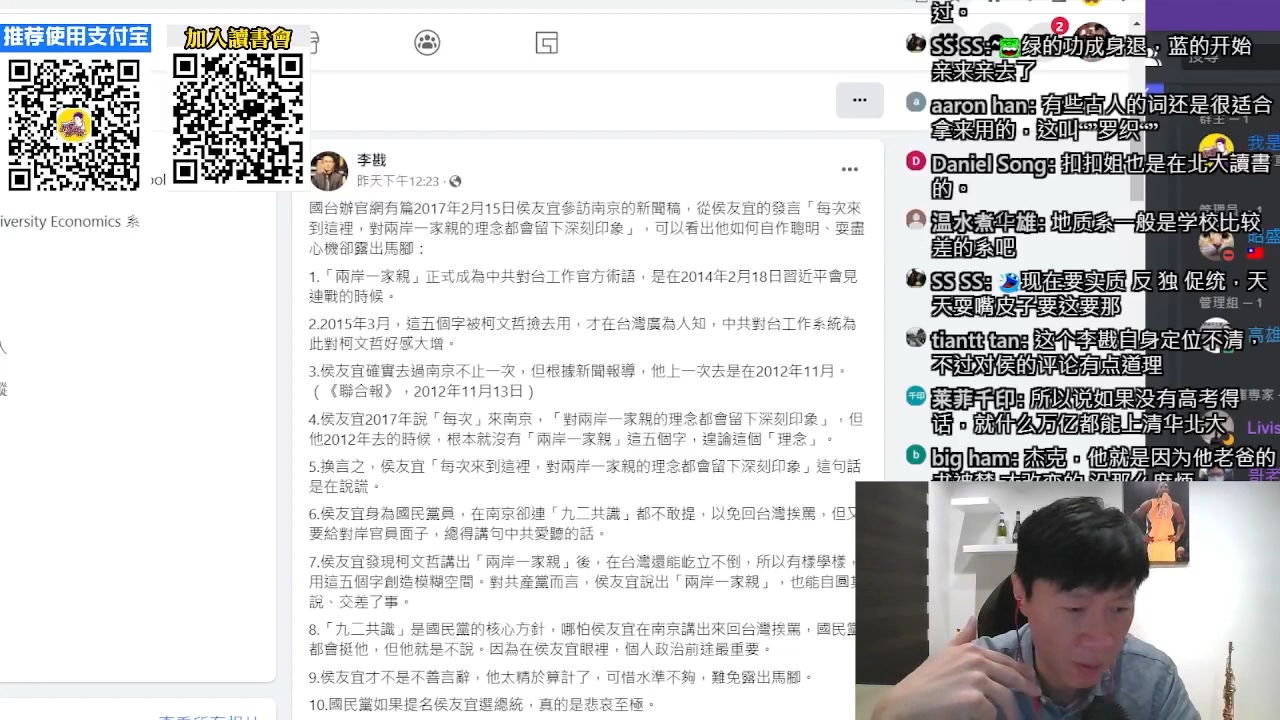 推荐使用支付宝
加入讀書會
iversity Economics 系
李戡
昨天下午12:23
國台辦官網有篇2017年2月15日侯友宜參訪南京的新聞稿，從侯友宜的發言「每次來
到這裡，對兩岸一家親的理念都會留下深刻印象」，可以看出他如何自作聰明、耍盡
心機卻露出馬腳：
1.「兩岸一家親」正式成為中共對台工作官方術語，是在2014年2月18日習近平會見
連戰的時候。
2.2015年3月，這五個字被柯文哲撿去用，才在台灣廣為人知，中共對台工作系統為
此對柯文哲好感大增。
3.侯友宜確實去過南京不止一次，但根據新聞報導，他上一次去是在2012年11月。
（《聯合報》，2012年11月13日）
4.侯友宜2017年說「每次」來南京，「對兩岸一家親的理念都會留下深刻印象」，但
他2012年去的時候，根本就沒有「兩岸一家親」這五個字，遑論這個「理念」。
5.換言之，侯友宜「每次來到這裡，對兩岸一家親的理念都會留下深刻印象」這句話
是在說謊。
6.侯友宜身為國民黨員，在南京卻連「九二共識」都不敢提，以免回台灣挨罵，但又
要給對岸官員面子，總得講句中共愛聽的話。
7.侯友宜發現柯文哲講出「兩岸一家親」後，在台灣還能屹立不倒，所以有樣學樣，
用這五個字創造模糊空間。對共產黨而言，侯友宜說出「兩岸一家親」，也能自圓其
說、交差了事。
8.「九二共識」是國民黨的核心方針，哪怕侯友宜在南京講出來回台灣挨罵，國民黨
都會挺他，但他就是不說。因為在侯友宜眼裡，個人政治前途最重要。
9.侯友宜才不是不善言辭，他太精於算計了，可惜水準不夠，難免露出馬腳。
10.國民黨如果提名侯友宜選總統，真的是悲哀至極。
2
过。
SS SS: 绿的功成身退，蓝的开始
亲来亲去了
aaron han: 有些古人的词还是很适合
拿来用的，这叫“”罗织“”
Daniel Song: 扣扣姐也是在北大讀書
的。
温水煮华雄: 地质系一般是学校比较
差的系吧
SS SS: 现在要实质 反 独 促统，天
天耍嘴皮子要这要那
tiantt tan: 这个李戡自身定位不清，
不过对侯的评论有点道理
莱菲千印: 所以说如果没有高考得
话，就什么万亿都能上清华北大
big ham: 杰克，他就是因为他老爸的
搜尋
群主 — 1
我是
管理員
昭盛
管理組 — 1
高雄
專家
Livis